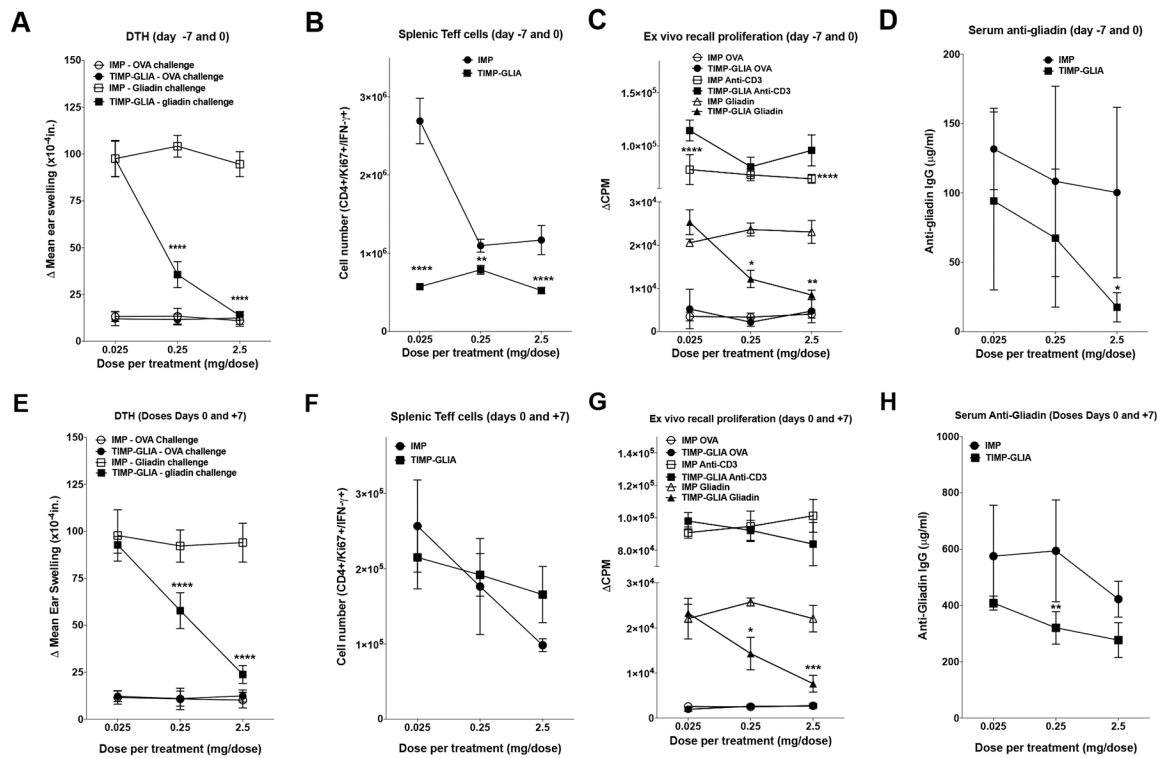 A
DTH (day -7 and 0)
IMP - OVA challenge
TIMP-GLIA - OVA challenge
IMP - Gliadin challenge
TIMP-GLIA - gliadin challenge
Δ Mean ear swelling (x10⁻⁴in.)
150
125
100
75
50
25
0
****
****
0.025
0.25
2.5
Dose per treatment (mg/dose)
B
Splenic Teff cells (day -7 and 0)
IMP
TIMP-GLIA
Cell number (CD4+/Ki67+/IFN-γ+)
3×10⁶
2×10⁶
1×10⁶
0
****
**
****
0.025
0.25
2.5
Dose per treatment (mg/dose)
C
Ex vivo recall proliferation (day -7 and 0)
IMP OVA
TIMP-GLIA OVA
IMP Anti-CD3
TIMP-GLIA Anti-CD3
IMP Gliadin
TIMP-GLIA Gliadin
ΔCPM
1.5×10⁵
1.0×10⁵
3×10⁴
2×10⁴
1×10⁴
0
****
****
*
**
0.025
0.25
2.5
Dose per treatment (mg/dose)
D
Serum anti-gliadin (day -7 and 0)
IMP
TIMP-GLIA
Anti-gliadin IgG (μg/ml)
200
150
100
50
0
*
0.025
0.25
2.5
Dose per treatment (mg/dose)
E
DTH (Doses Days 0 and +7)
IMP - OVA Challenge
TIMP-GLIA - OVA challenge
IMP - Gliadin challenge
TIMP-GLIA - gliadin challenge
Δ Mean Ear Swelling (x10⁻⁴in.)
150
125
100
75
50
25
0
****
****
0.025
0.25
2.5
Dose per treatment (mg/dose)
F
Splenic Teff cells (days 0 and +7)
IMP
TIMP-GLIA
Cell number (CD4+/Ki67+/IFN-γ+)
3×10⁵
2×10⁵
1×10⁵
0
0.025
0.25
2.5
Dose per treatment (mg/dose)
G
Ex vivo recall proliferation (days 0 and +7)
IMP OVA
TIMP-GLIA OVA
IMP Anti-CD3
TIMP-GLIA Anti-CD3
IMP Gliadin
TIMP-GLIA Gliadin
ΔCPM
1.4×10⁵
1.2×10⁵
1.0×10⁵
8.0×10⁴
3×10⁴
2×10⁴
1×10⁴
0
*
***
0.025
0.25
2.5
Dose per treatment (mg/dose)
H
Serum Anti-Gliadin (Doses Days 0 and +7)
IMP
TIMP-GLIA
Anti-Gliadin IgG (μg/ml)
1000
800
600
400
200
0
**
0.025
0.25
2.5
Dose per treatment (mg/dose)